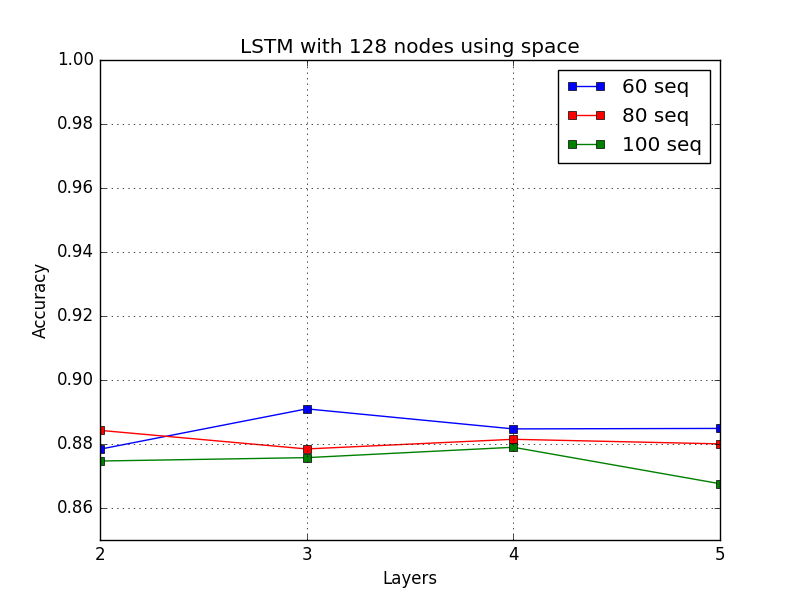 LSTM with 128 nodes using space
1.00
0.98
0.96
0.94
0.92
0.90
0.88
0.86
Accuracy
60 seq
80 seq
100 seq
2 3 4 5
Layers